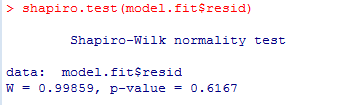 > shapiro.test(model.fit$resid)
Shapiro-Wilk normality test
data:  model.fit$resid
W = 0.99859, p-value = 0.6167